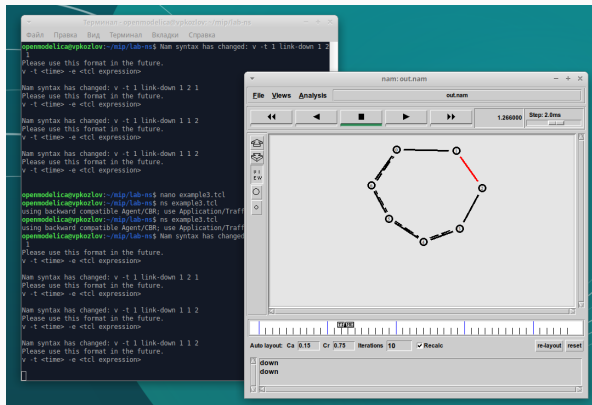 Терминал - openmodelica@vpkozlov:~/mip/lab-ns
Файл Правка Вид Терминал Вкладки Справка
openmodelica@vpkozlov:~/mip/lab-ns$ Nam syntax has changed: v -t 1 link-down 1 2
1
Please use this format in the future.
v -t <time> -e <tcl expression>
Nam syntax has changed: v -t 1 link-down 1 2 1
Please use this format in the future.
v -t <time> -e <tcl expression>
Nam syntax has changed: v -t 1 link-down 1 1 2
Please use this format in the future.
v -t <time> -e <tcl expression>
Nam syntax has changed: v -t 1 link-down 1 1 2
Please use this format in the future.
v -t <time> -e <tcl expression>
openmodelica@vpkozlov:~/mip/lab-ns$ nano example3.tcl
openmodelica@vpkozlov:~/mip/lab-ns$ ns example3.tcl
using backward compatible Agent/CBR; use Application/Traff
openmodelica@vpkozlov:~/mip/lab-ns$ ns example3.tcl
using backward compatible Agent/CBR; use Application/Traff
openmodelica@vpkozlov:~/mip/lab-ns$ Nam syntax has changed
1
Please use this format in the future.
v -t <time> -e <tcl expression>
Nam syntax has changed: v -t 1 link-down 1 2 1
Please use this format in the future.
v -t <time> -e <tcl expression>
Nam syntax has changed: v -t 1 link-down 1 1 2
Please use this format in the future.
v -t <time> -e <tcl expression>
Nam syntax has changed: v -t 1 link-down 1 1 2
Please use this format in the future.
v -t <time> -e <tcl expression>
nam: out.nam
File Views Analysis out.nam
1.266000 Step: 2.0ms
Auto layout: Ca 0.15 Cr 0.75 Iterations 10 Recalc re-layout reset
down
down